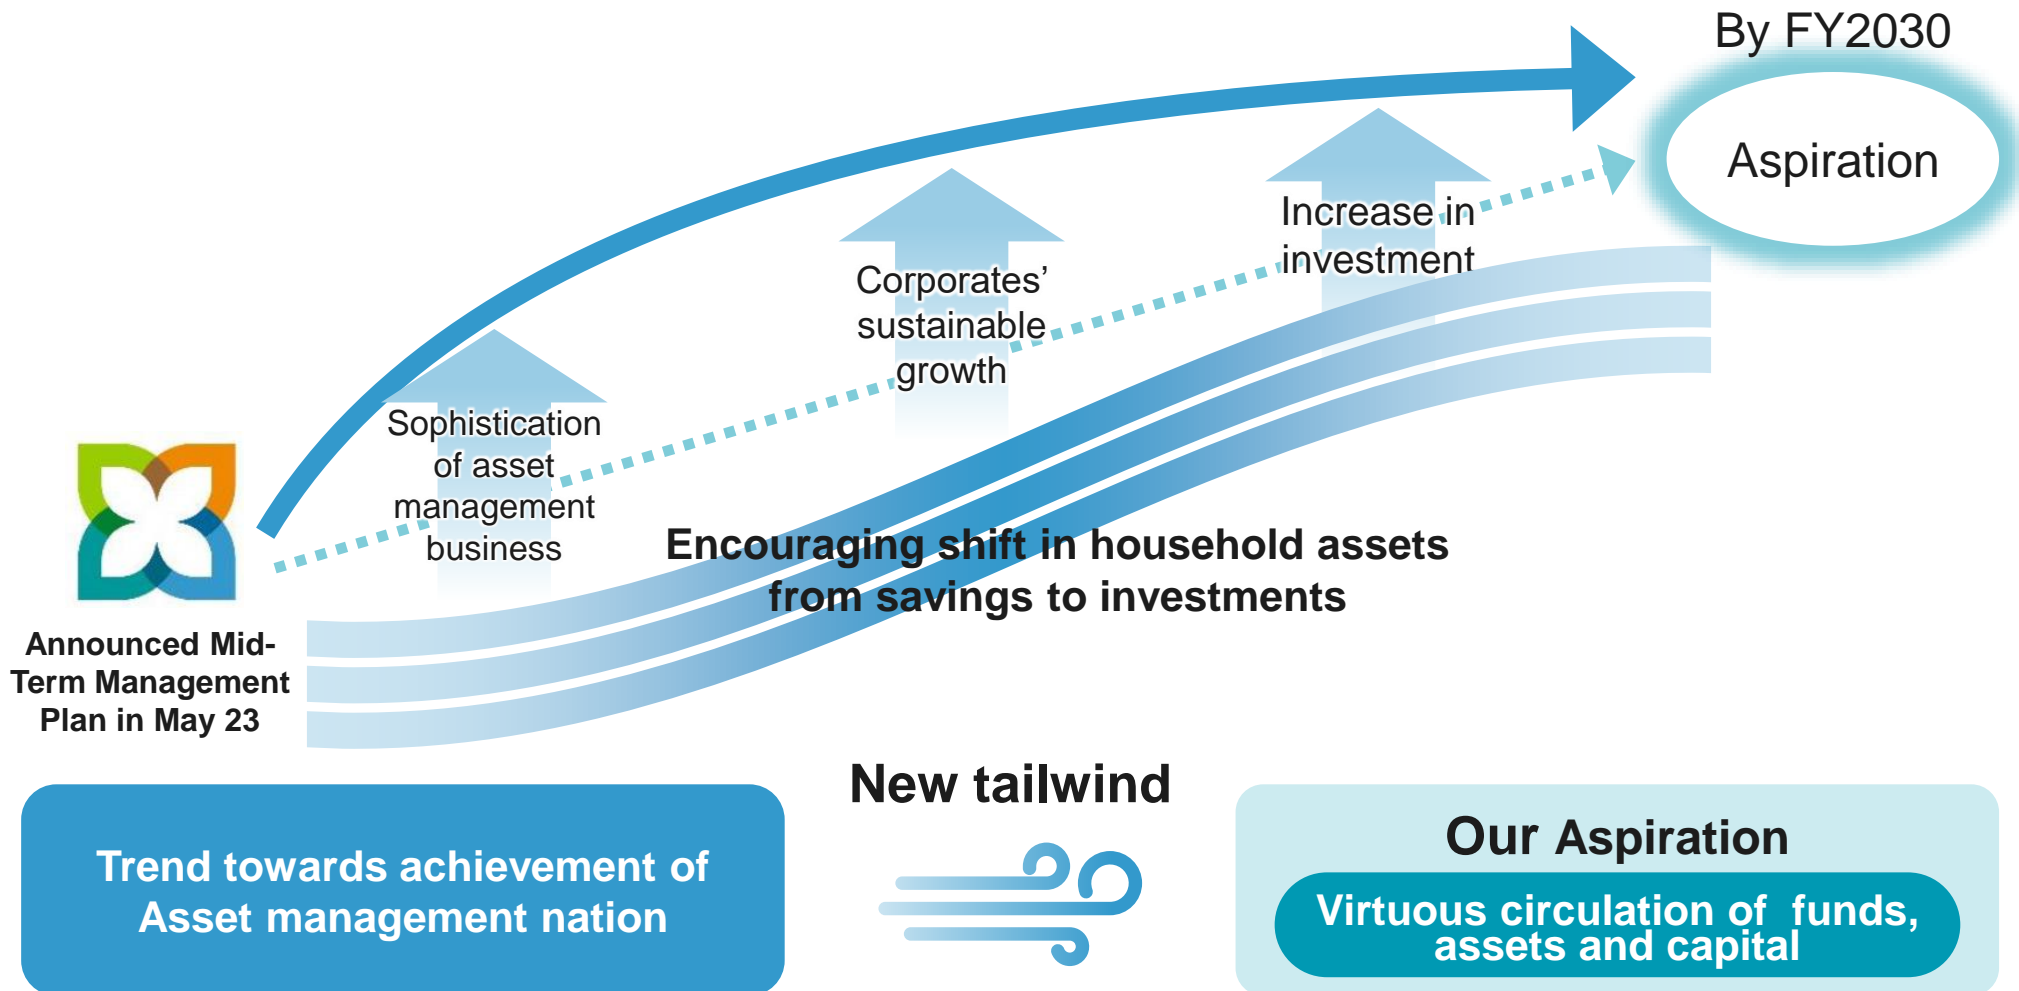 By FY2030
Aspiration
Increase in
investment
Corporates’
sustainable
growth
Sophistication
of asset
management
business
Encouraging shift in household assets
from savings to investments
Announced Mid-
Term Management
Plan in May 23
New tailwind
Trend towards achievement of
Asset management nation
Our Aspiration
Virtuous circulation of funds,
assets and capital